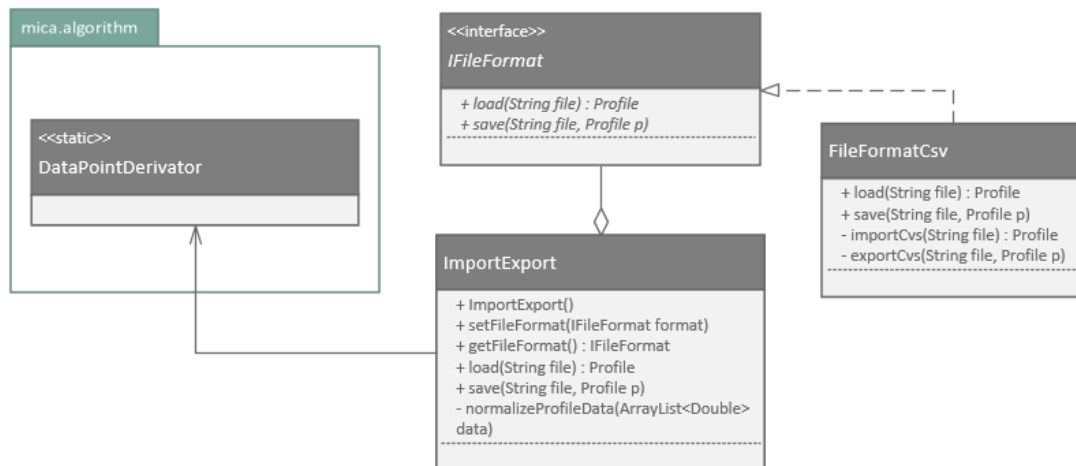 mica.algorithm
<<static>>
DataPointDerivator
<<interface>>
IFileFormat
+ load(String file) : Profile
+ save(String file, Profile p)
FileFormatCsv
+ load(String file) : Profile
+ save(String file, Profile p)
- importCvs(String file) : Profile
- exportCvs(String file, Profile p)
ImportExport
+ ImportExport()
+ setFileFormat(IFileFormat format)
+ getFileFormat() : IFileFormat
+ load(String file) : Profile
+ save(String file, Profile p)
- normalizeProfileData(ArrayList<Double>
data)